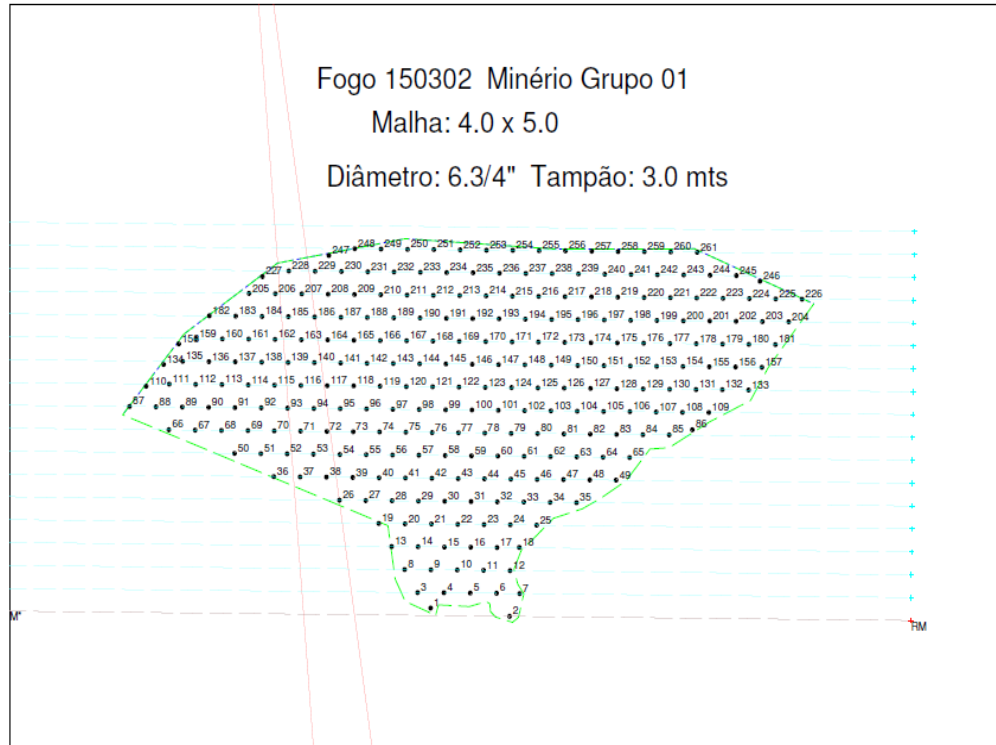 Fogo 150302 Minério Grupo 01
Malha: 4.0 x 5.0
Diâmetro: 6.3/4" Tampão: 3.0 mts
247 248 249 250 251 252 253 254 255 256 257 258 259 260 261
227 228 229 230 231 232 233 234 235 236 237 238 239 240 241 242 243 244 245 246
205 206 207 208 209 210 211 212 213 214 215 216 217 218 219 220 221 222 223 224 225 226
182 183 184 185 186 187 188 189 190 191 192 193 194 195 196 197 198 199 200 201 202 203 204
158 159 160 161 162 163 164 165 166 167 168 169 170 171 172 173 174 175 176 177 178 179 180 181
134 135 136 137 138 139 140 141 142 143 144 145 146 147 148 149 150 151 152 153 154 155 156 157
110 111 112 113 114 115 116 117 118 119 120 121 122 123 124 125 126 127 128 129 130 131 132 133
87 88 89 90 91 92 93 94 95 96 97 98 99 100 101 102 103 104 105 106 107 108 109
66 67 68 69 70 71 72 73 74 75 76 77 78 79 80 81 82 83 84 85 86
50 51 52 53 54 55 56 57 58 59 60 61 62 63 64 65
36 37 38 39 40 41 42 43 44 45 46 47 48 49
26 27 28 29 30 31 32 33 34 35
19 20 21 22 23 24 25
13 14 15 16 17 18
8 9 10 11 12
3 4 5 6 7
1 2
M* RM